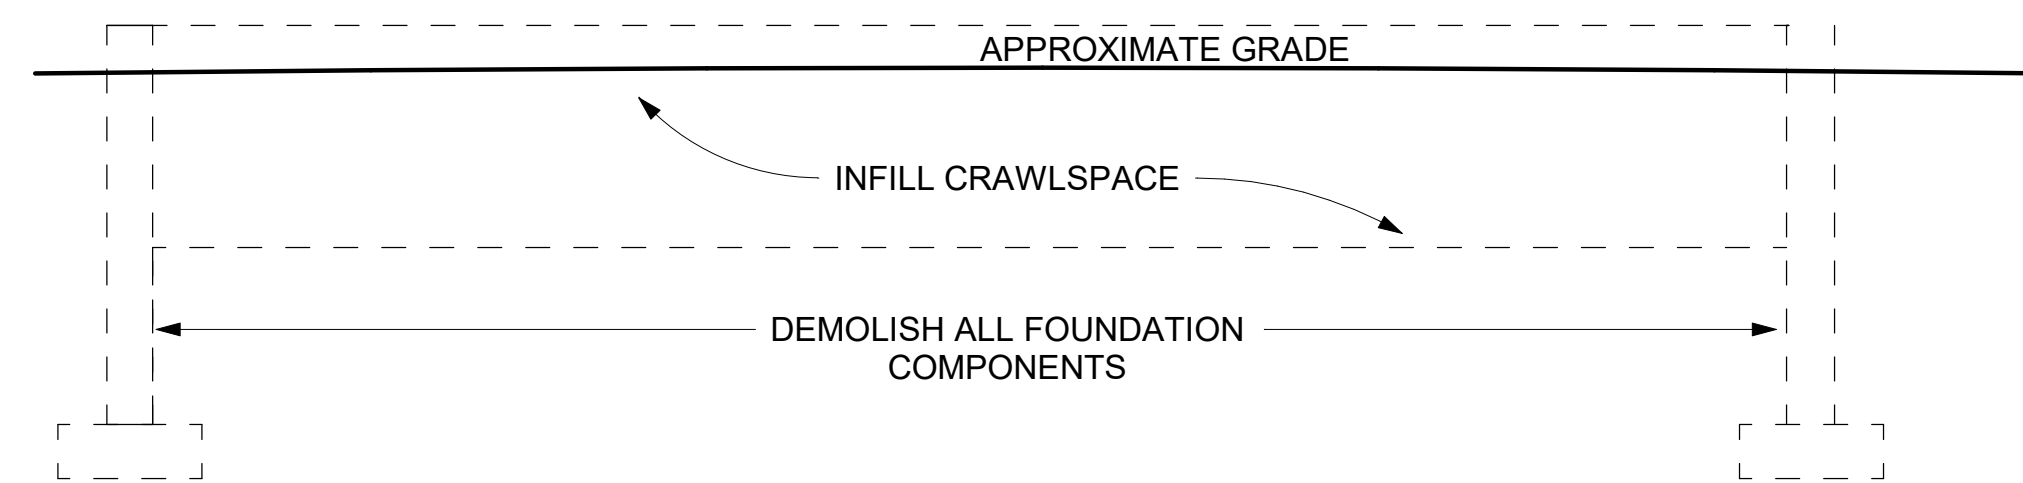 APPROXIMATE GRADE
INFILL CRAWLSPACE
DEMOLISH ALL FOUNDATION
COMPONENTS